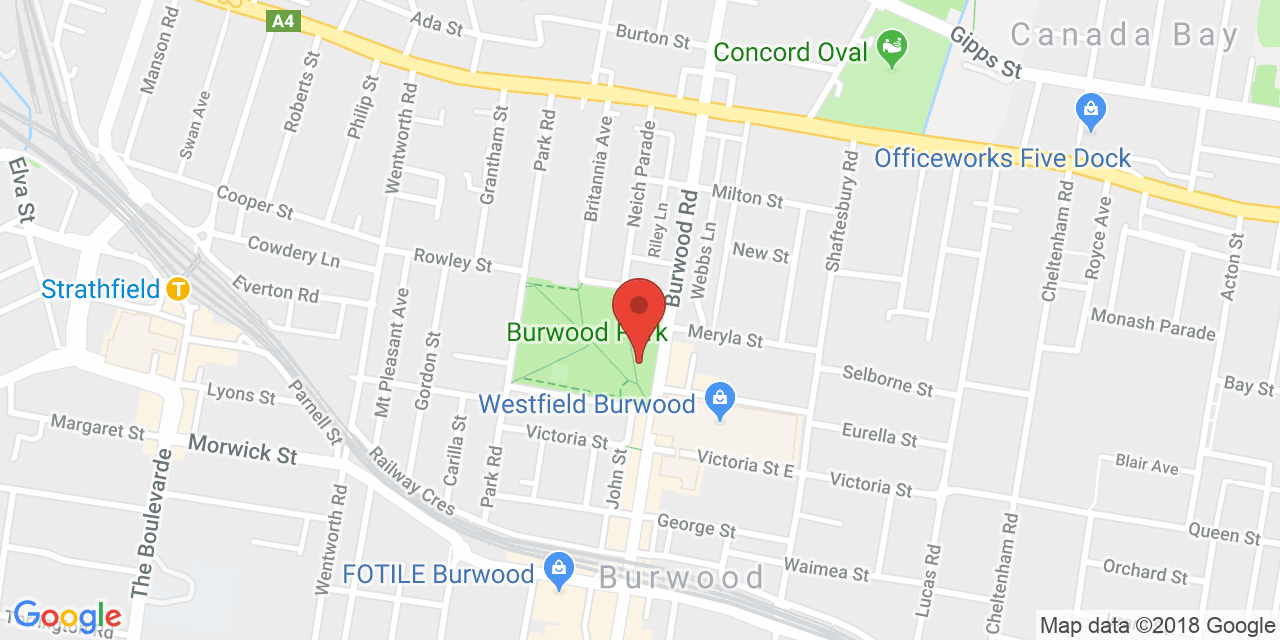 Ada St
Burton St
A4
Manson Rd
Canada Bay
Gipps St
Concord Oval
Roberts St
Philip St
Wentworth Rd
Swan Ave
Grantham St
Park Rd
Britannia Ave
Neich Parade
Officeworks Five Dock
Elva St
Cooper St
Milton St
Shaftesbury Rd
Riley Ln
Burwood Rd
Webbs Ln
Cheltenham Rd
Royce Ave
Cowdery Ln
Rowley St
New St
Acton St
Strathfield
T
Everton Rd
Mt Pleasant Ave
Gordon St
Burwood Park
Meryla St
Monash Parade
Lyons St
Parnell St
Selborne St
Bay St
Westfield Burwood
Margaret St
Morwick St
Carilla St
Victoria St
Eurella St
The Boulevarde
Railway Cres
Park Rd
John St
Victoria St E
Victoria St
Blair Ave
Wentworth Rd
George St
Queen St
Lucas Rd
Cheltenham Rd
FOTILE Burwood
Burwood
Waimea St
Orchard St
Google
Rd
Map data ©2018 Google